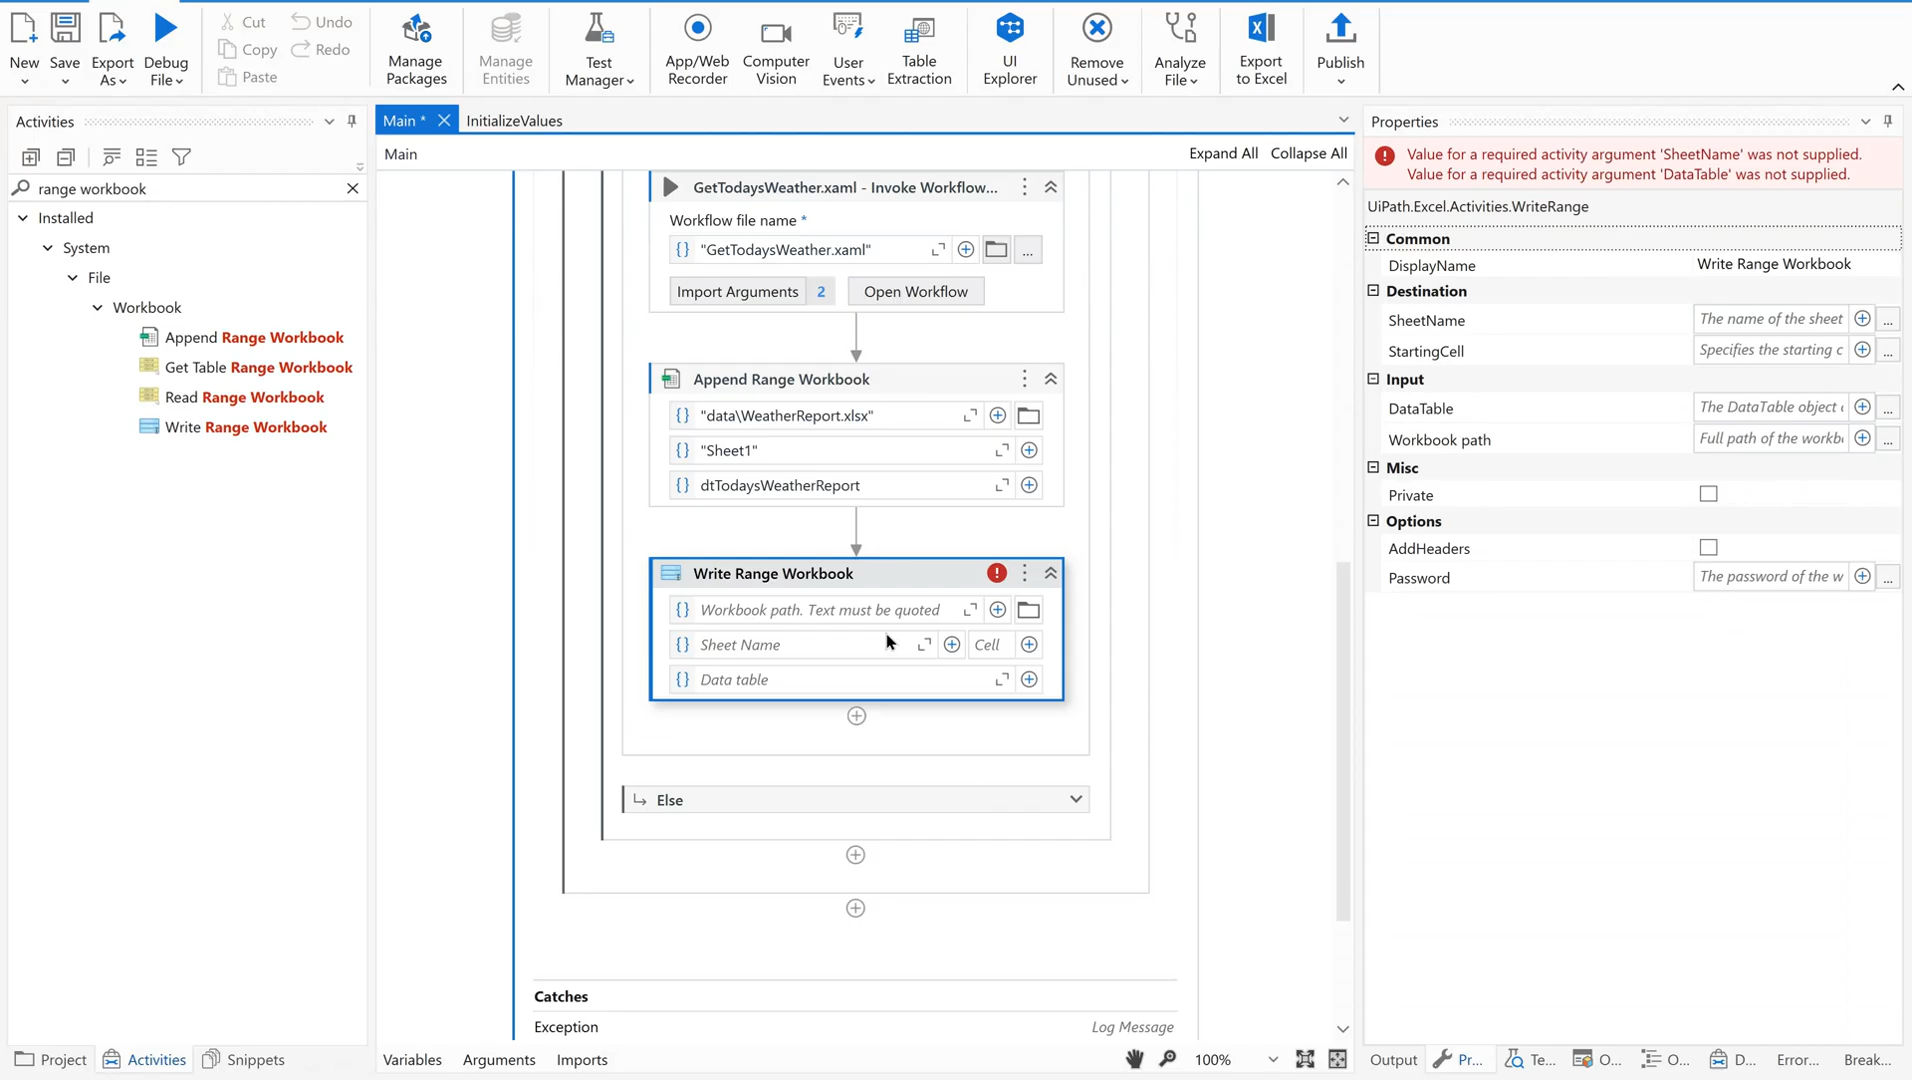 New
Save
Export As
Debug File
Cut
Copy
Paste
Undo
Redo
Manage Packages
Manage Entities
Test Manager
App/Web Recorder
Computer Vision
User Events
Table Extraction
UI Explorer
Remove Unused
Analyze File
Export to Excel
Publish
Activities
range workbook
Installed
System
File
Workbook
Append Range Workbook
Get Table Range Workbook
Read Range Workbook
Write Range Workbook
Main *
InitializeValues
Main
Expand All Collapse All
GetTodaysWeather.xaml - Invoke Workflow...
Workflow file name *
{} "GetTodaysWeather.xaml" ...
Import Arguments 2 Open Workflow
Append Range Workbook
{} "data\WeatherReport.xlsx"
{} "Sheet1"
{} dtTodaysWeatherReport
Write Range Workbook
{} Workbook path. Text must be quoted
{} Sheet Name Cell
{} Data table
Else
Catches
Exception Log Message
Properties
Value for a required activity argument 'SheetName' was not supplied.
Value for a required activity argument 'DataTable' was not supplied.
UiPath.Excel.Activities.WriteRange
Common
DisplayName Write Range Workbook
Destination
SheetName The name of the sheet ...
StartingCell Specifies the starting c ...
Input
DataTable The DataTable object ...
Workbook path Full path of the workb ...
Misc
Private
Options
AddHeaders
Password The password of the w ...
Project Activities Snippets
Variables Arguments Imports 100%
Output Pr... Te... O... O... D... Error... Break...